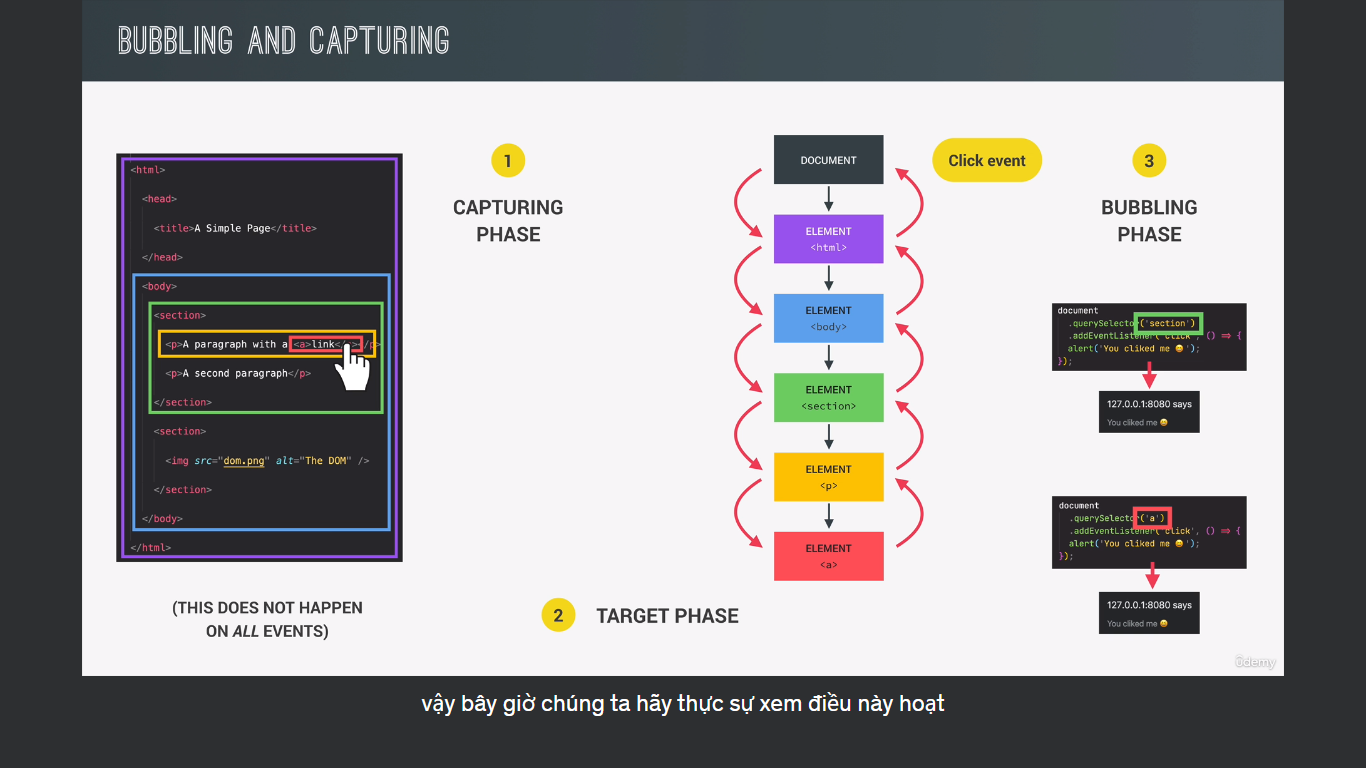 BUBBLING AND CAPTURING
<html>
<head>
<title>A Simple Page</title>
</head>
<body>
<section>
<p>A paragraph with a <a>link</
/p>
<p>A second paragraph</p>
</section>
<section>
<img src="dom.png" alt="The DOM" />
</section>
</body>
</html>
(THIS DOES NOT HAPPEN
ON ALL EVENTS)
1
CAPTURING
PHASE
DOCUMENT
ELEMENT
<html>
ELEMENT
<body>
ELEMENT
<section>
ELEMENT
<p>
ELEMENT
<a>
2
TARGET PHASE
Click event
3
BUBBLING
PHASE
document
.querySelector('section')
.addEventListener('click', () => {
alert('You cliked me 😀');
});
127.0.0.1:8080 says
You cliked me 😀
document
.querySelector('a')
.addEventListener('click', () => {
alert('You cliked me 😀');
});
127.0.0.1:8080 says
You cliked me 😀
ûdemy
vậy bây giờ chúng ta hãy thực sự xem điều này hoạt